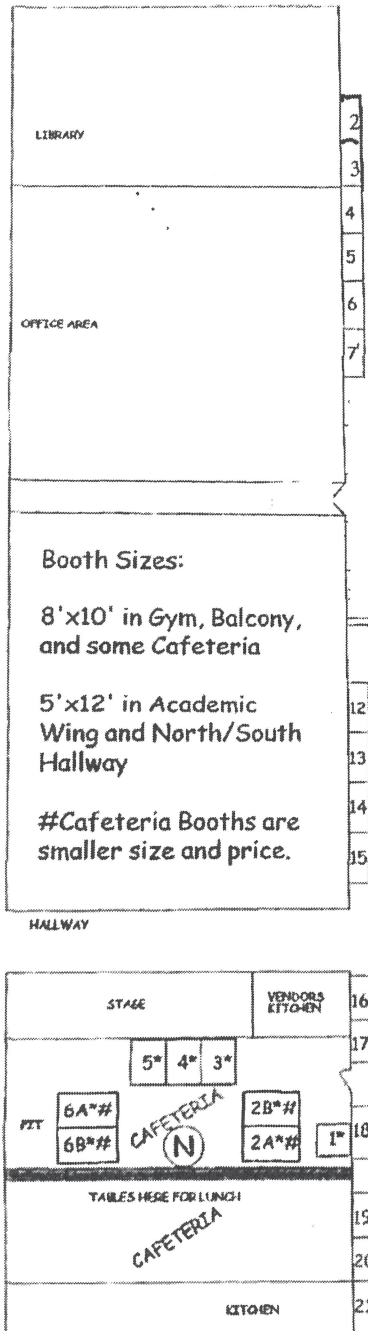 LIBRARY
2
3
4
5
OFFICE AREA
6
7
Booth Sizes:
8'x10' in Gym, Balcony,
and some Cafeteria
5'x12' in Academic
Wing and North/South
Hallway
#Cafeteria Booths are
smaller size and price.
12
13
14
15
HALLWAY
STAGE
VENDORS
KITCHEN
16
17
5* 4* 3*
PIT
6A*#
6B*#
CAFETERIA
N
2B*#
2A*#
1*
18
TABLES HERE FOR LUNCH
CAFETERIA
19
20
KITCHEN